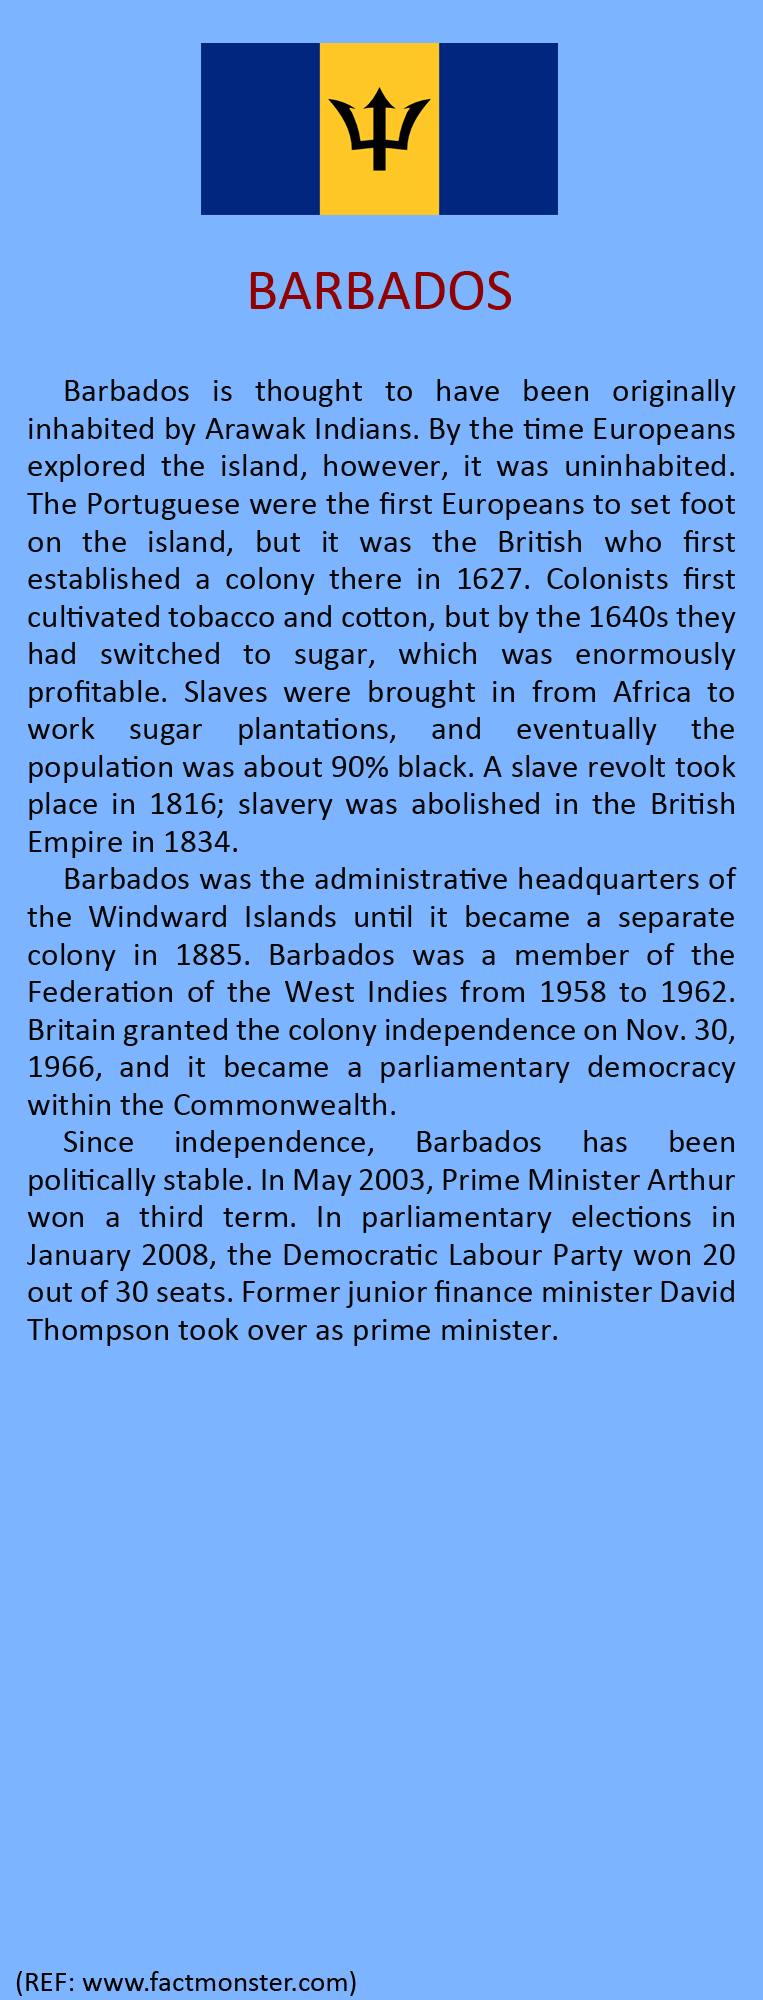 BARBADOS
Barbados is thought to have been originally
inhabited by Arawak Indians. By the time Europeans
explored the island, however, it was uninhabited.
The Portuguese were the first Europeans to set foot
on the island, but it was the British who first
established a colony there in 1627. Colonists first
cultivated tobacco and cotton, but by the 1640s they
had switched to sugar, which was enormously
profitable. Slaves were brought in from Africa to
work sugar plantations, and eventually the
population was about 90% black. A slave revolt took
place in 1816; slavery was abolished in the British
Empire in 1834.
Barbados was the administrative headquarters of
the Windward Islands until it became a separate
colony in 1885. Barbados was a member of the
Federation of the West Indies from 1958 to 1962.
Britain granted the colony independence on Nov. 30,
1966, and it became a parliamentary democracy
within the Commonwealth.
Since independence, Barbados has been
politically stable. In May 2003, Prime Minister Arthur
won a third term. In parliamentary elections in
January 2008, the Democratic Labour Party won 20
out of 30 seats. Former junior finance minister David
Thompson took over as prime minister.
(REF: www.factmonster.com)